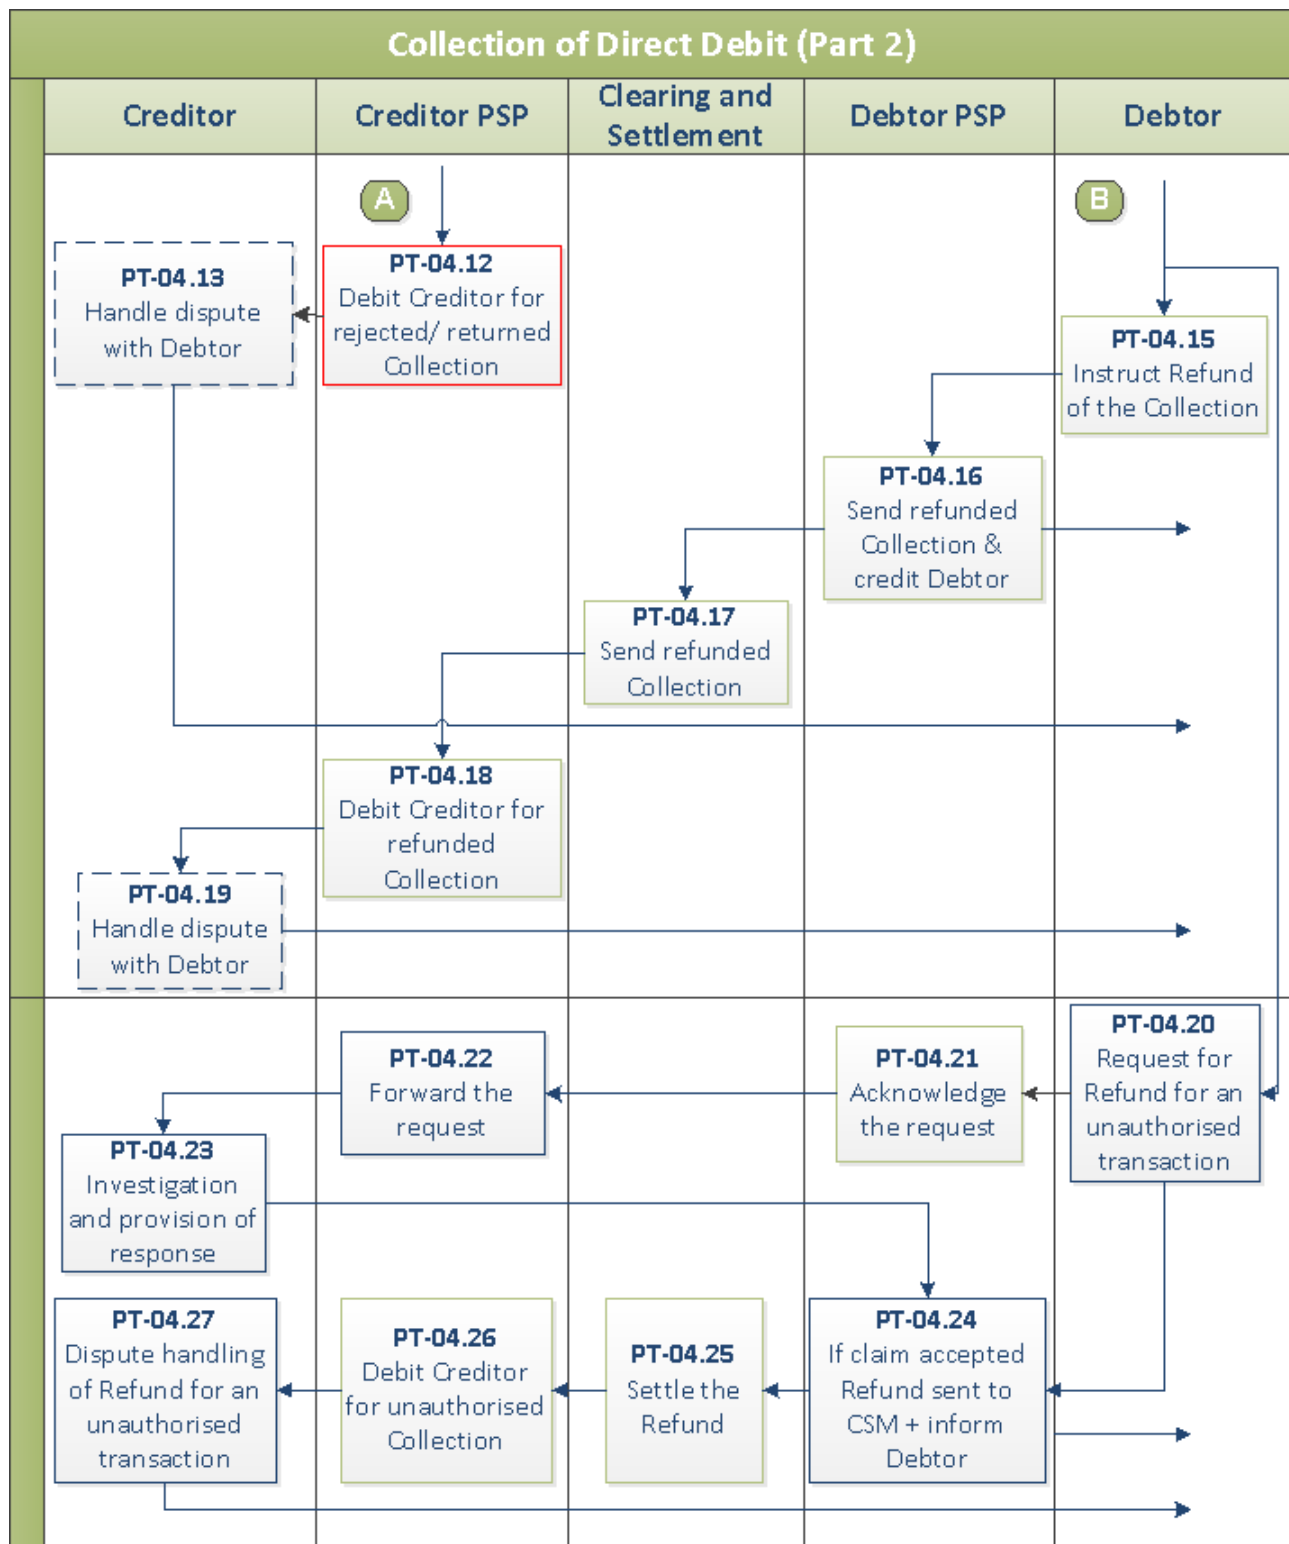 Collection of Direct Debit (Part 2)
Creditor
Creditor PSP
Clearing and
Settlement
Debtor PSP
Debtor
A
B
PT-04.12
Debit Creditor for
rejected/ returned
Collection
PT-04.13
Handle dispute
with Debtor
PT-04.15
Instruct Refund
of the Collection
PT-04.16
Send refunded
Collection &
credit Debtor
PT-04.17
Send refunded
Collection
PT-04.18
Debit Creditor for
refunded
Collection
PT-04.19
Handle dispute
with Debtor
PT-04.20
Request for
Refund for an
unauthorised
transaction
PT-04.21
Acknowledge
the request
PT-04.22
Forward the
request
PT-04.23
Investigation
and provision of
response
PT-04.24
If claim accepted
Refund sent to
CSM + inform
Debtor
PT-04.25
Settle the
Refund
PT-04.26
Debit Creditor
for unauthorised
Collection
PT-04.27
Dispute handling
of Refund for an
unauthorised
transaction